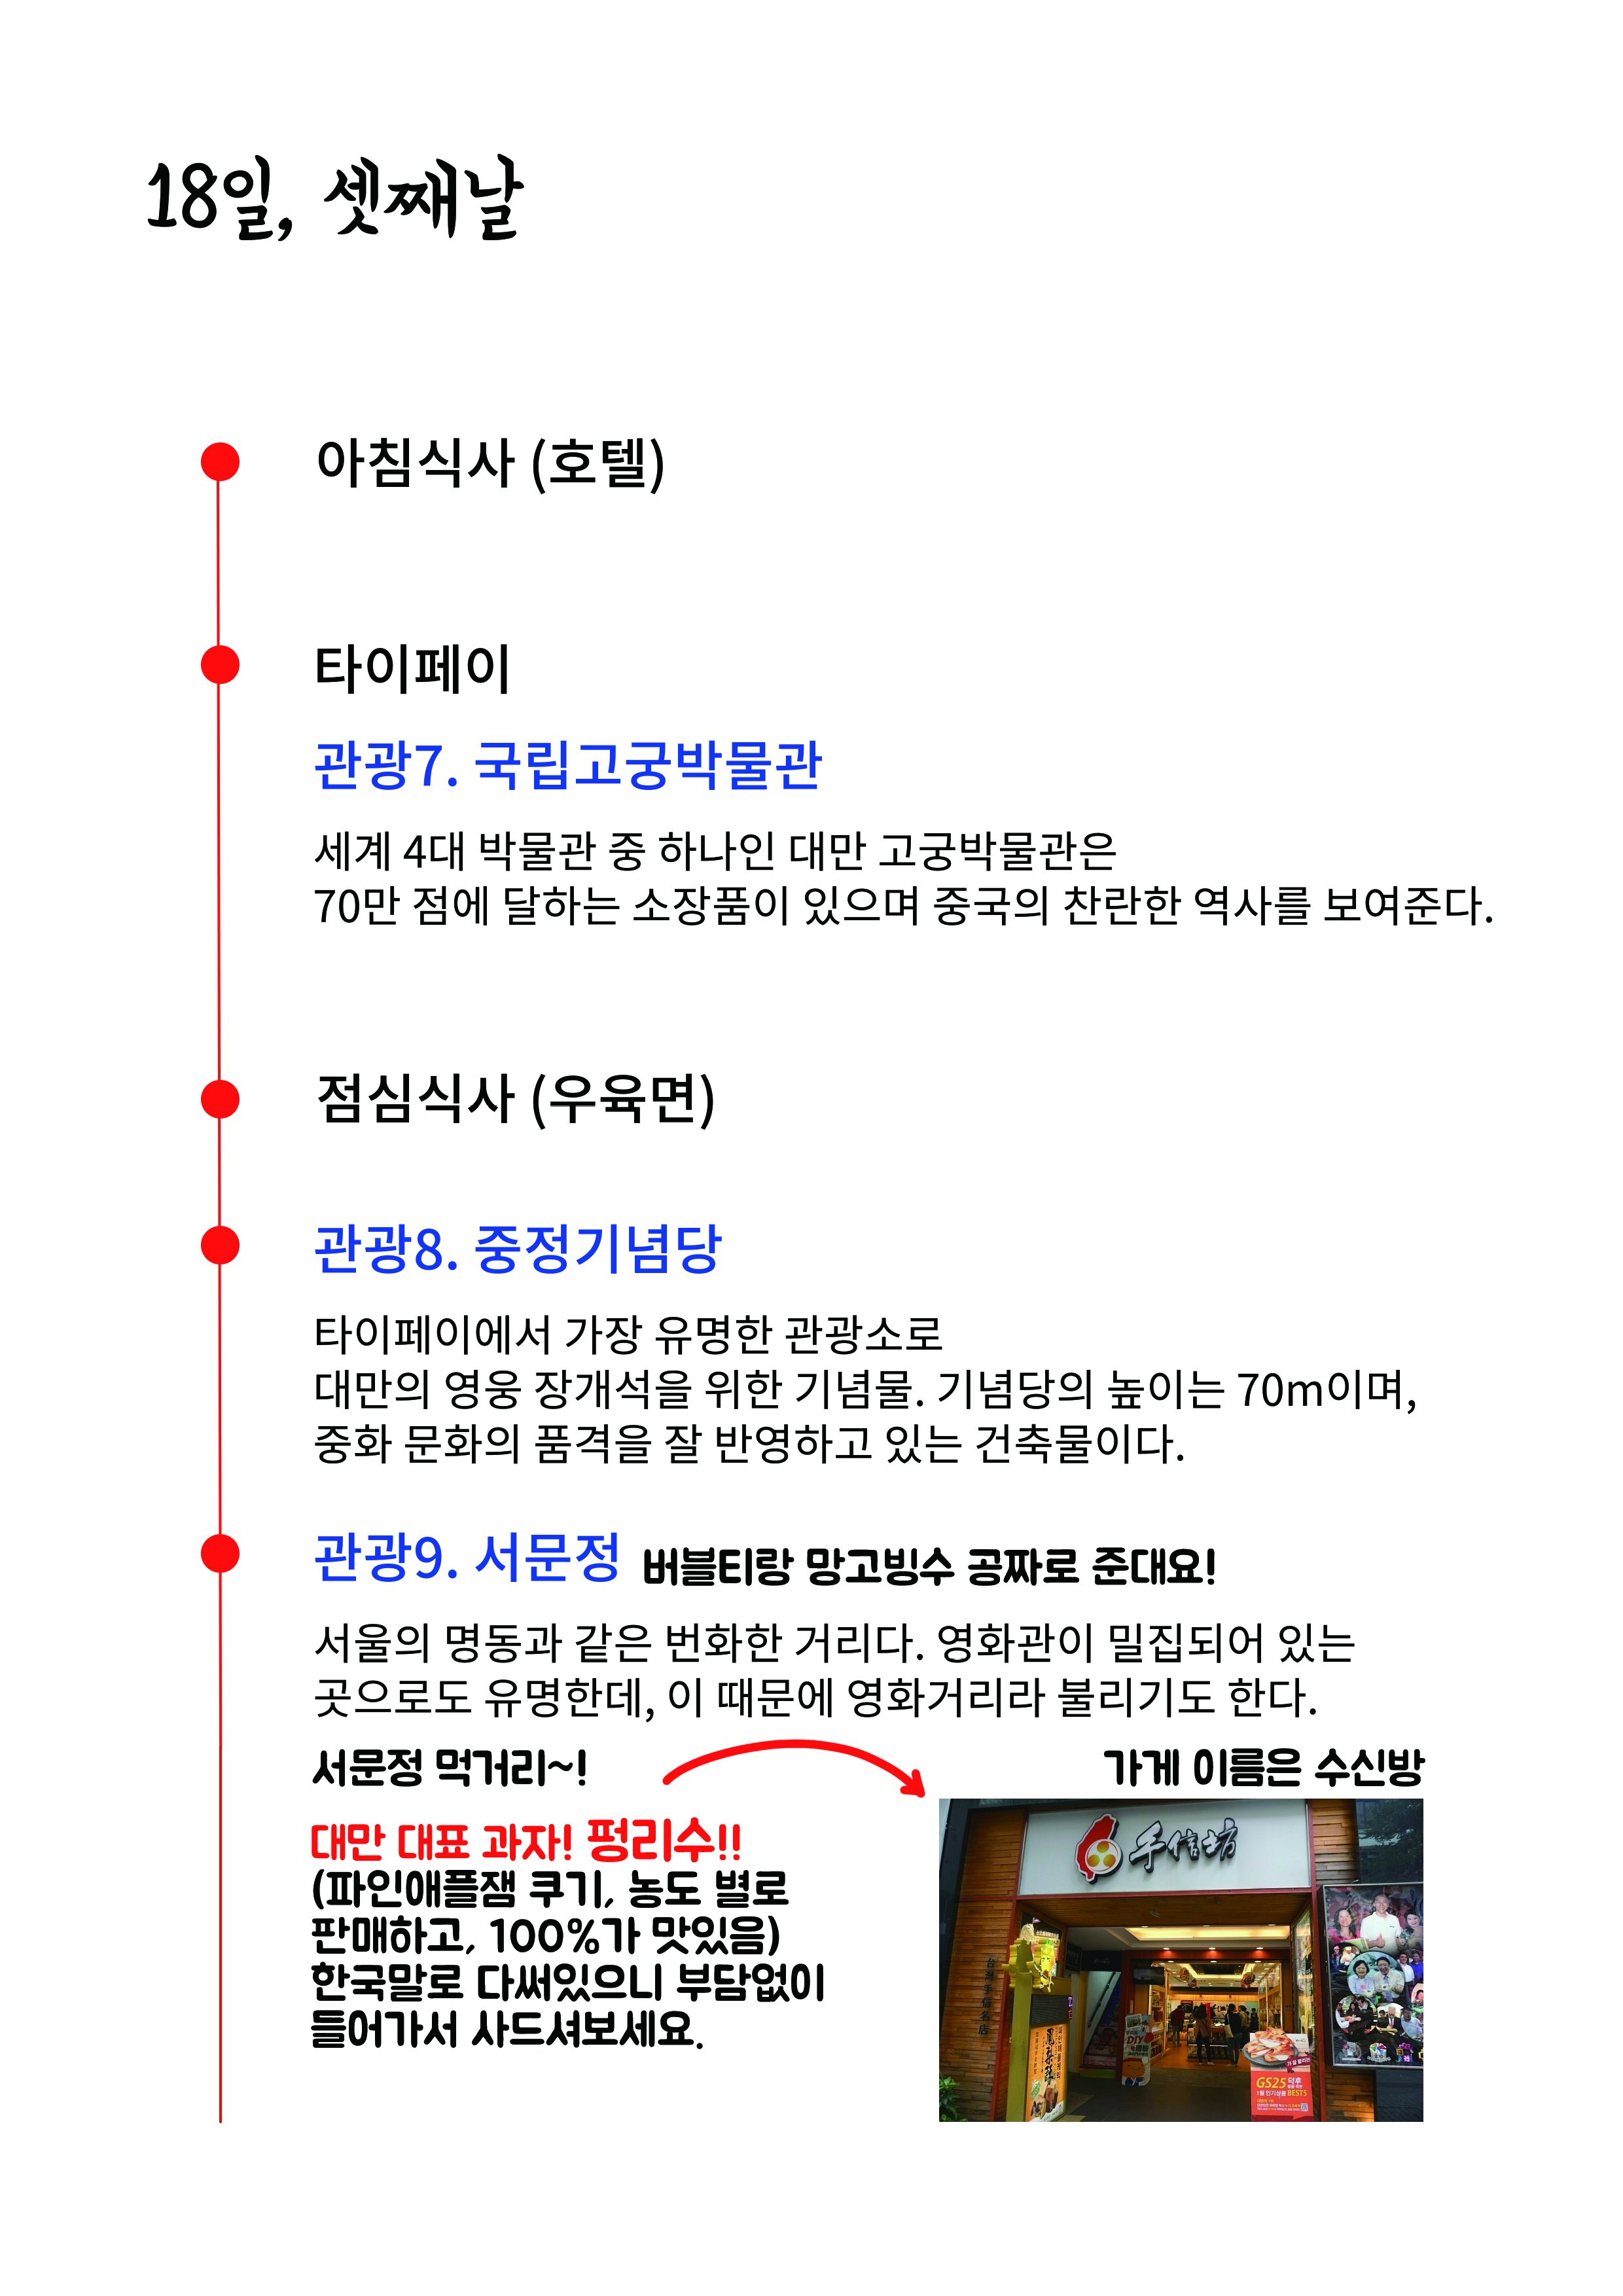 18일, 셋째날
아침식사 (호텔)
타이페이
관광7. 국립고궁박물관
세계 4대 박물관 중 하나인 대만 고궁박물관은
70만 점에 달하는 소장품이 있으며 중국의 찬란한 역사를 보여준다.
점심식사 (우육면)
관광8. 중정기념당
타이페이에서 가장 유명한 관광소로
대만의 영웅 장개석을 위한 기념물. 기념당의 높이는 70m이며,
중화 문화의 품격을 잘 반영하고 있는 건축물이다.
관광9. 서문정 버블티랑 망고빙수 공짜로 준대요!
서울의 명동과 같은 번화한 거리다. 영화관이 밀집되어 있는
곳으로도 유명한데, 이 때문에 영화거리라 불리기도 한다.
서문정 먹거리~!
가게 이름은 수신방
대만 대표 과자! 펑리수!!
(파인애플잼 쿠기, 농도 별로
판매하고, 100%가 맛있음)
한국말로 다써있으니 부담없이
들어가서 사드셔보세요.
手信坊
台灣手信名店
鳳梨酥
DIY
GS25
BEST5